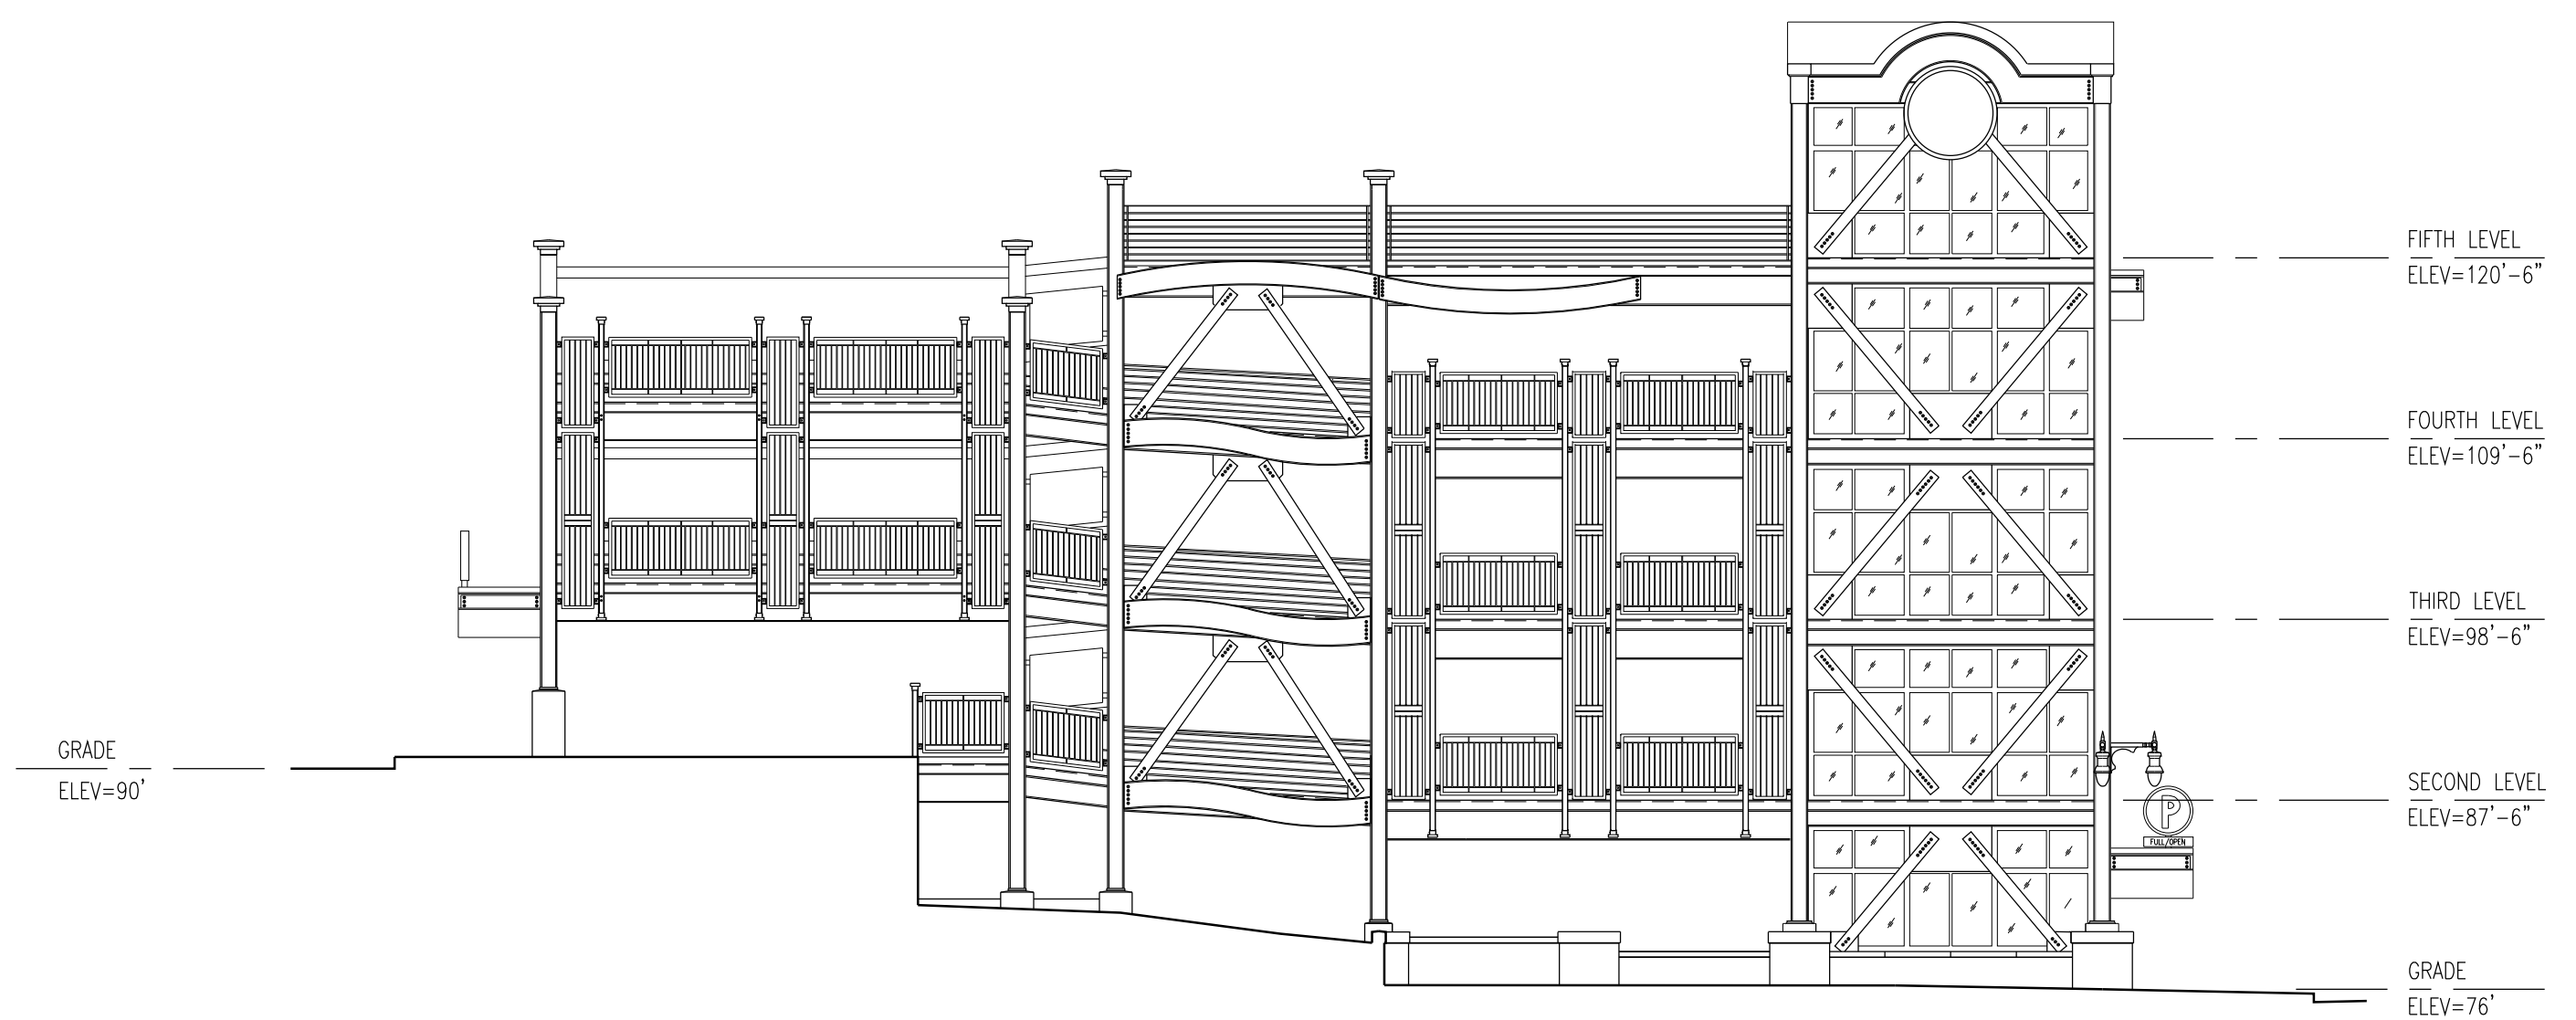 FIFTH LEVEL
ELEV=120'-6"
FOURTH LEVEL
ELEV=109'-6"
THIRD LEVEL
ELEV=98'-6"
GRADE
ELEV=90'
SECOND LEVEL
ELEV=87'-6"
P
FULL/OPEN
GRADE
ELEV=76'